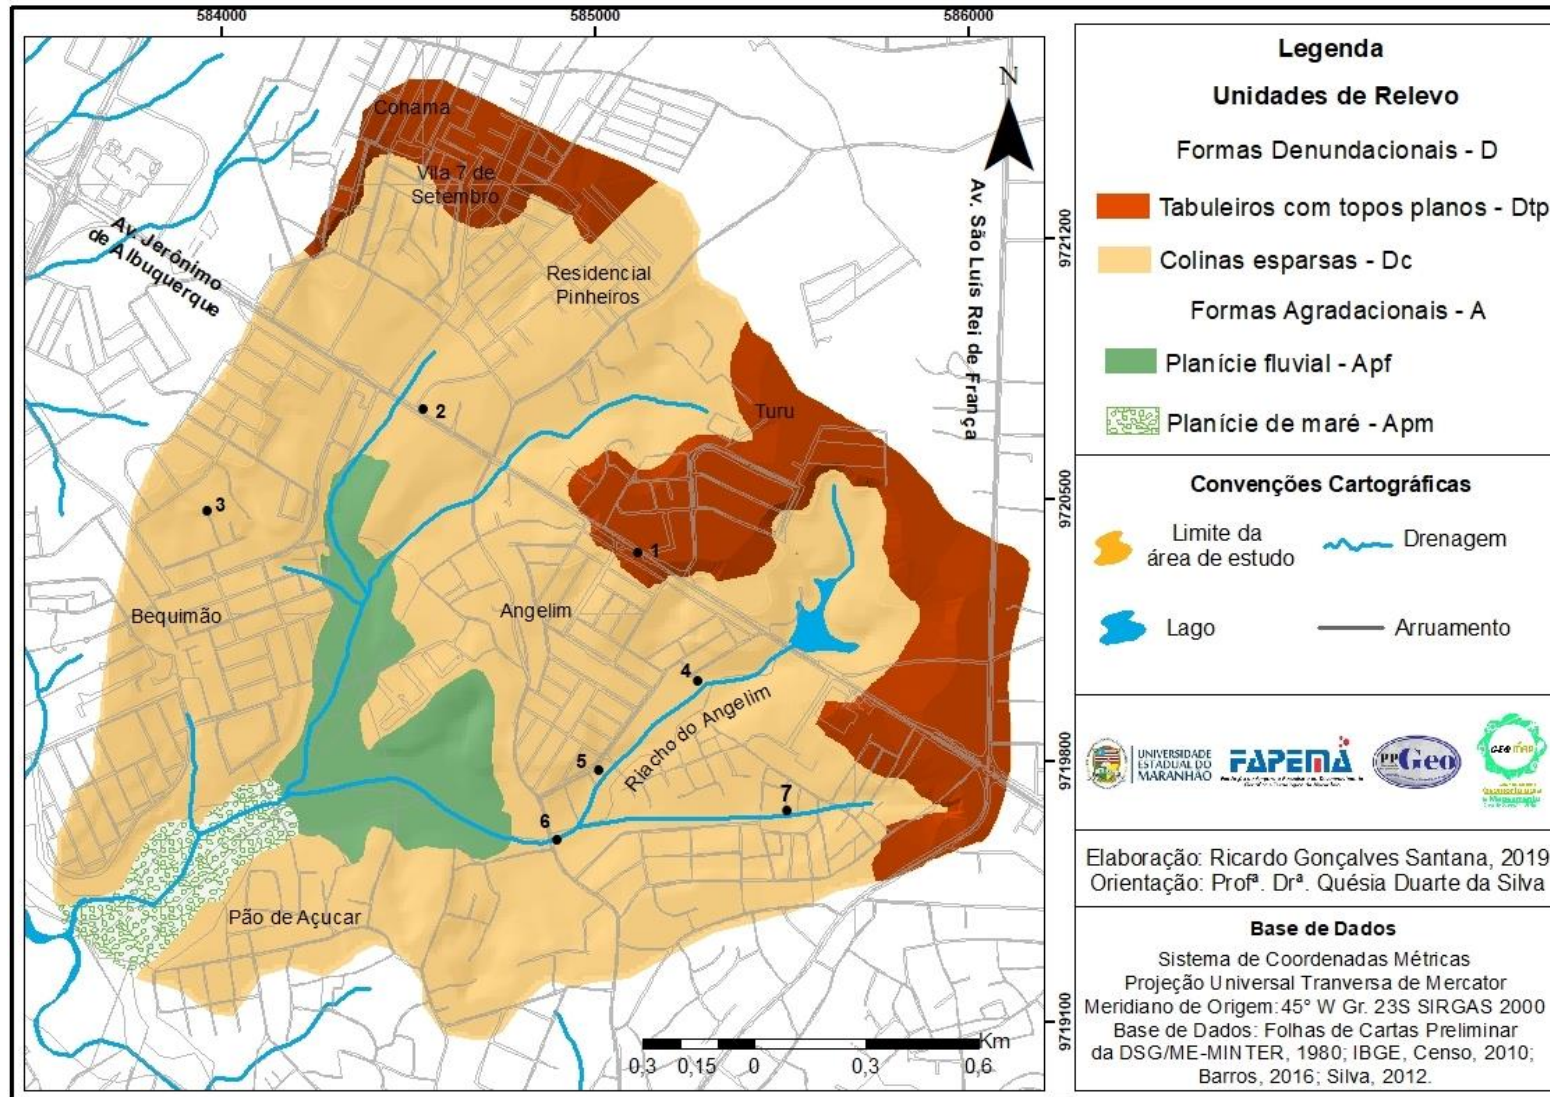 584000
585000
586000
N
Cohama
Vila 7 de
Setembro
Av. Jerônimo
de Albuquerque
Av. São Luís Rei de França
Residencial
Pinheiros
Turu
2
3
1
Bequimão
Angelim
4
Riacho do Angelim
5
7
6
Pão de Açucar
9721200
9720500
9719800
9719100
Km
0,3
0,15
0
0,3
0,6
Legenda
Unidades de Relevo
Formas Denundacionais - D
Tabuleiros com topos planos - Dtp
Colinas esparsas - Dc
Formas Agradacionais - A
Planície fluvial - Apf
Planície de maré - Apm
Convenções Cartográficas
Limite da
área de estudo
Drenagem
Lago
Arruamento
UNIVERSIDADE
ESTADUAL DO
MARANHÃO
FAPEMA
PPGeo
GEOMAP
Elaboração: Ricardo Gonçalves Santana, 2019
Orientação: Profª. Drª. Quésia Duarte da Silva
Base de Dados
Sistema de Coordenadas Métricas
Projeção Universal Tranversa de Mercator
Meridiano de Origem: 45° W Gr. 23S SIRGAS 2000
Base de Dados: Folhas de Cartas Preliminar
da DSG/ME-MINTER, 1980; IBGE, Censo, 2010;
Barros, 2016; Silva, 2012.